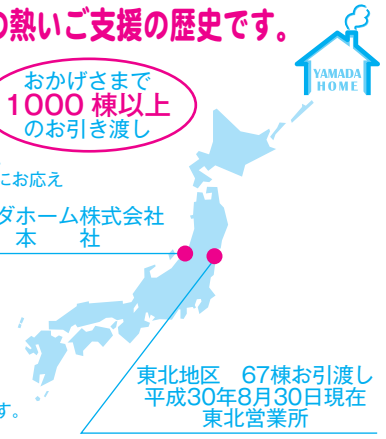 の熱いご支援の歴史です。
YAMADA
HOME
おかげさまで
1000 棟以上
のお引き渡し
にお応え
ダホーム株式会社
本　社
東北地区　67棟お引渡し
平成30年8月30日現在
東北営業所
す。